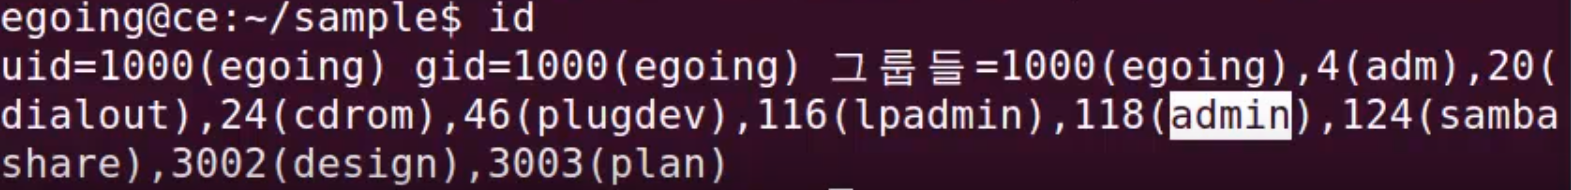 egoing@ce:~/sample$ id
uid=1000(egoing) gid=1000(egoing) 그룹들=1000(egoing),4(adm),20(
dialout),24(cdrom),46(plugdev),116(lpadmin),118(admin),124(samba
share),3002(design),3003(plan)